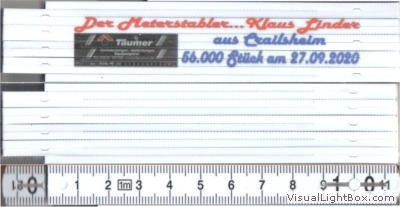 Der Meterstabler... Klaus Linder
aus Crailsheim
Täumer
56.000 Stück am 27.09.2020
0 1 2 1m 3 4 5 6 7 8 9 10 11
VisualLightBox.com